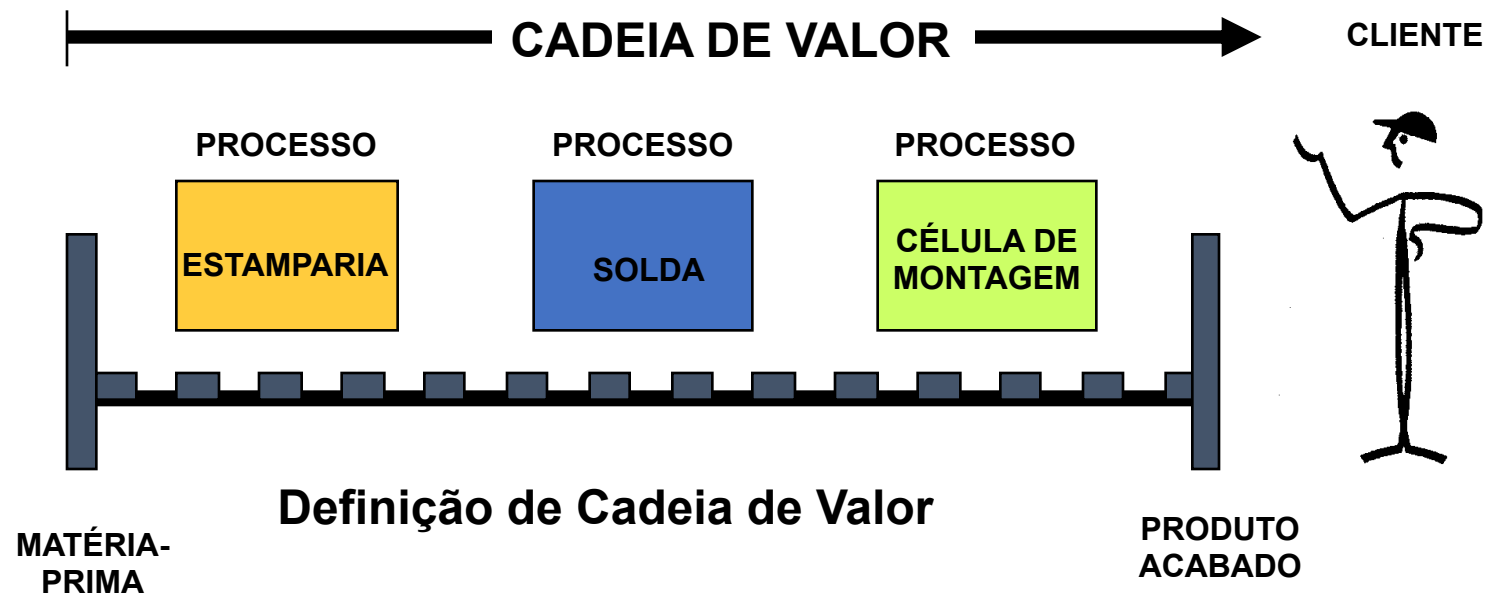 CADEIA DE VALOR
CLIENTE
PROCESSO
PROCESSO
PROCESSO
ESTAMPARIA
SOLDA
CÉLULA DE
MONTAGEM
Definição de Cadeia de Valor
MATÉRIA-
PRIMA
PRODUTO
ACABADO